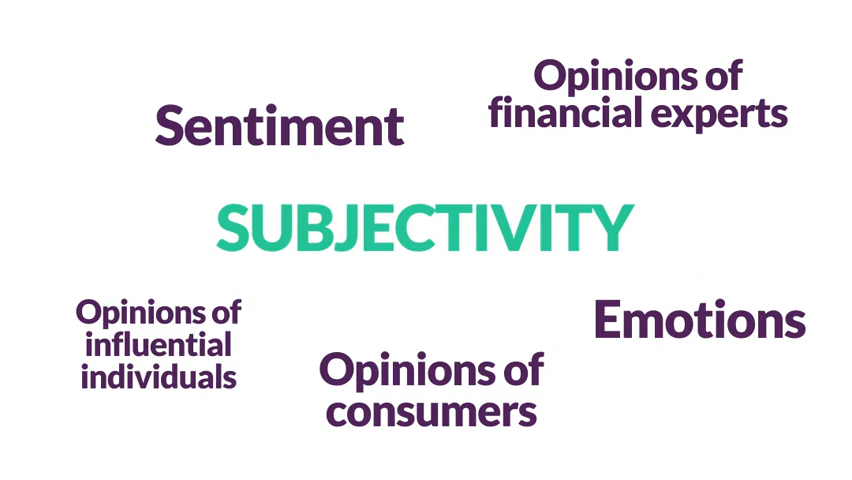 Sentiment
Opinions of
financial experts
SUBJECTIVITY
Opinions of
influential
individuals
Opinions of
consumers
Emotions